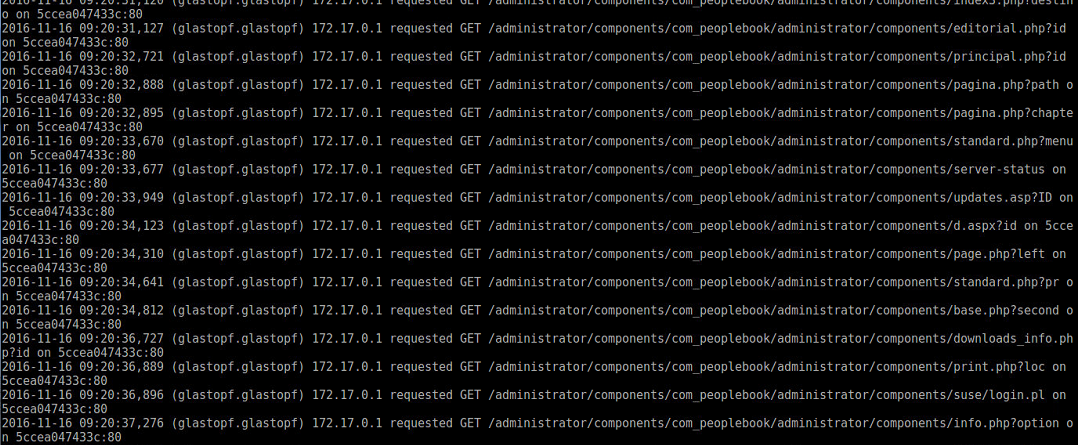 2016-11-16 09:20:31,120 (glastopf.glastopf) 172.17.0.1 requested GET /administrator/components/com_peoplebook/administrator/components/index3.php?destin
o on 5ccea047433c:80
2016-11-16 09:20:31,127 (glastopf.glastopf) 172.17.0.1 requested GET /administrator/components/com_peoplebook/administrator/components/editorial.php?id
on 5ccea047433c:80
2016-11-16 09:20:32,721 (glastopf.glastopf) 172.17.0.1 requested GET /administrator/components/com_peoplebook/administrator/components/principal.php?id
on 5ccea047433c:80
2016-11-16 09:20:32,888 (glastopf.glastopf) 172.17.0.1 requested GET /administrator/components/com_peoplebook/administrator/components/pagina.php?path o
n 5ccea047433c:80
2016-11-16 09:20:32,895 (glastopf.glastopf) 172.17.0.1 requested GET /administrator/components/com_peoplebook/administrator/components/pagina.php?chapte
r on 5ccea047433c:80
2016-11-16 09:20:33,670 (glastopf.glastopf) 172.17.0.1 requested GET /administrator/components/com_peoplebook/administrator/components/standard.php?menu
on 5ccea047433c:80
2016-11-16 09:20:33,677 (glastopf.glastopf) 172.17.0.1 requested GET /administrator/components/com_peoplebook/administrator/components/server-status on
5ccea047433c:80
2016-11-16 09:20:33,949 (glastopf.glastopf) 172.17.0.1 requested GET /administrator/components/com_peoplebook/administrator/components/updates.asp?ID on
5ccea047433c:80
2016-11-16 09:20:34,123 (glastopf.glastopf) 172.17.0.1 requested GET /administrator/components/com_peoplebook/administrator/components/d.aspx?id on 5cce
a047433c:80
2016-11-16 09:20:34,310 (glastopf.glastopf) 172.17.0.1 requested GET /administrator/components/com_peoplebook/administrator/components/page.php?left on
5ccea047433c:80
2016-11-16 09:20:34,641 (glastopf.glastopf) 172.17.0.1 requested GET /administrator/components/com_peoplebook/administrator/components/standard.php?pr o
n 5ccea047433c:80
2016-11-16 09:20:34,812 (glastopf.glastopf) 172.17.0.1 requested GET /administrator/components/com_peoplebook/administrator/components/base.php?second o
n 5ccea047433c:80
2016-11-16 09:20:36,727 (glastopf.glastopf) 172.17.0.1 requested GET /administrator/components/com_peoplebook/administrator/components/downloads_info.ph
p?id on 5ccea047433c:80
2016-11-16 09:20:36,889 (glastopf.glastopf) 172.17.0.1 requested GET /administrator/components/com_peoplebook/administrator/components/print.php?loc on
5ccea047433c:80
2016-11-16 09:20:36,896 (glastopf.glastopf) 172.17.0.1 requested GET /administrator/components/com_peoplebook/administrator/components/suse/login.pl on
5ccea047433c:80
2016-11-16 09:20:37,276 (glastopf.glastopf) 172.17.0.1 requested GET /administrator/components/com_peoplebook/administrator/components/info.php?option o
n 5ccea047433c:80